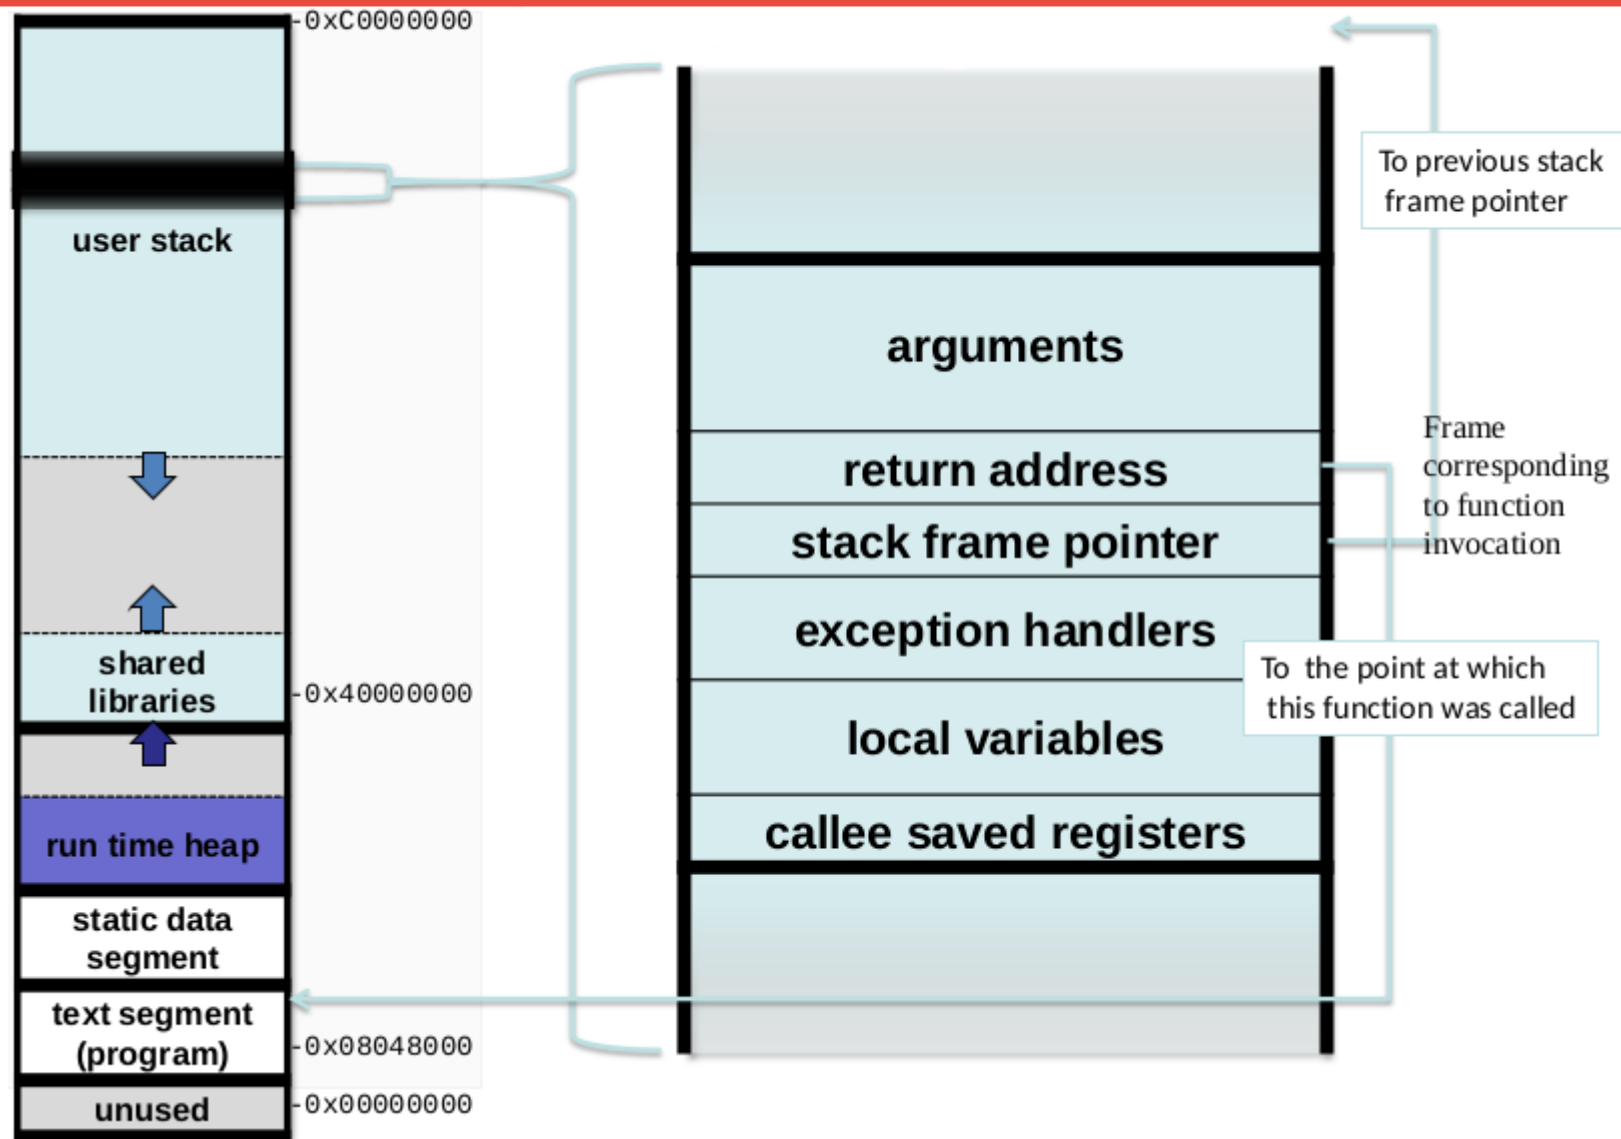 -0xC0000000
user stack
shared
libraries
-0x40000000
run time heap
static data
segment
text segment
(program)
-0x08048000
unused
-0x00000000
arguments
return address
stack frame pointer
exception handlers
local variables
callee saved registers
To previous stack
frame pointer
Frame
corresponding
to function
invocation
To the point at which
this function was called